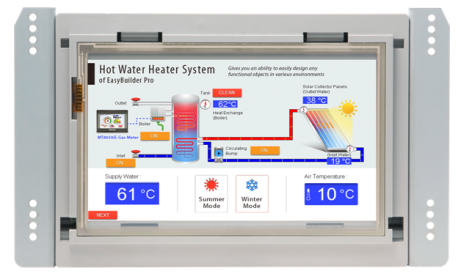 Hot Water Heater System
of EasyBuilder Pro
Gives you an ability to easily design any
functional objects in various environments
Tank
CLEAN
62°C
Heat Exchange
(Boiler)
Solar Collector Panels
(Outlet Water)
38 °C
Outlet
Boiler
ON
Inlet
ON
Circulating
Pump
ON
Inlet Water
19 °C
Supply Water
61 °C
Summer
Mode
Winter
Mode
Air Temperature
10 °C
NEXT